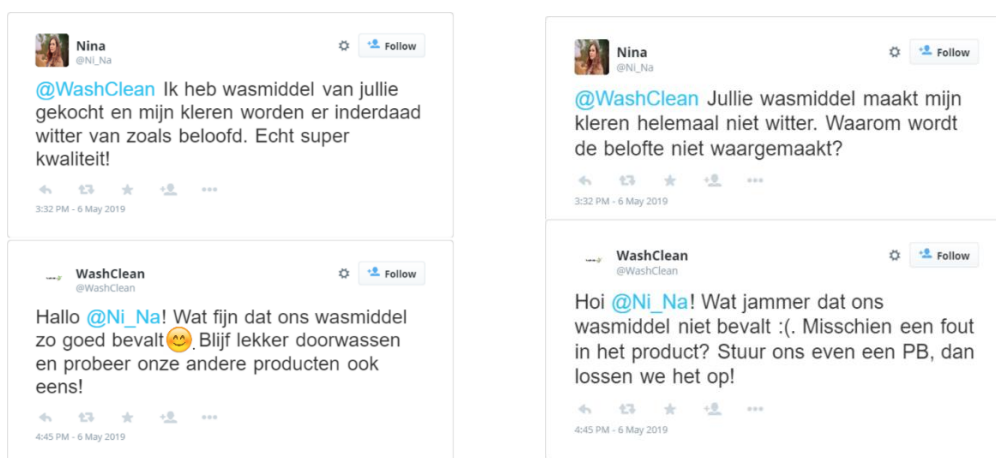 Nina
@Ni_Na
Follow
@WashClean Ik heb wasmiddel van jullie
gekocht en mijn kleren worden er inderdaad
witter van zoals beloofd. Echt super
kwaliteit!
3:32 PM - 6 May 2019
WashClean
@WashClean
Follow
Hallo @Ni_Na! Wat fijn dat ons wasmiddel
zo goed bevalt😊. Blijf lekker doorwassen
en probeer onze andere producten ook
eens!
4:45 PM - 6 May 2019
Nina
@Ni_Na
Follow
@WashClean Jullie wasmiddel maakt mijn
kleren helemaal niet witter. Waarom wordt
de belofte niet waargemaakt?
3:32 PM - 6 May 2019
WashClean
@WashClean
Follow
Hoi @Ni_Na! Wat jammer dat ons
wasmiddel niet bevalt :(. Misschien een fout
in het product? Stuur ons even een PB, dan
lossen we het op!
4:45 PM - 6 May 2019